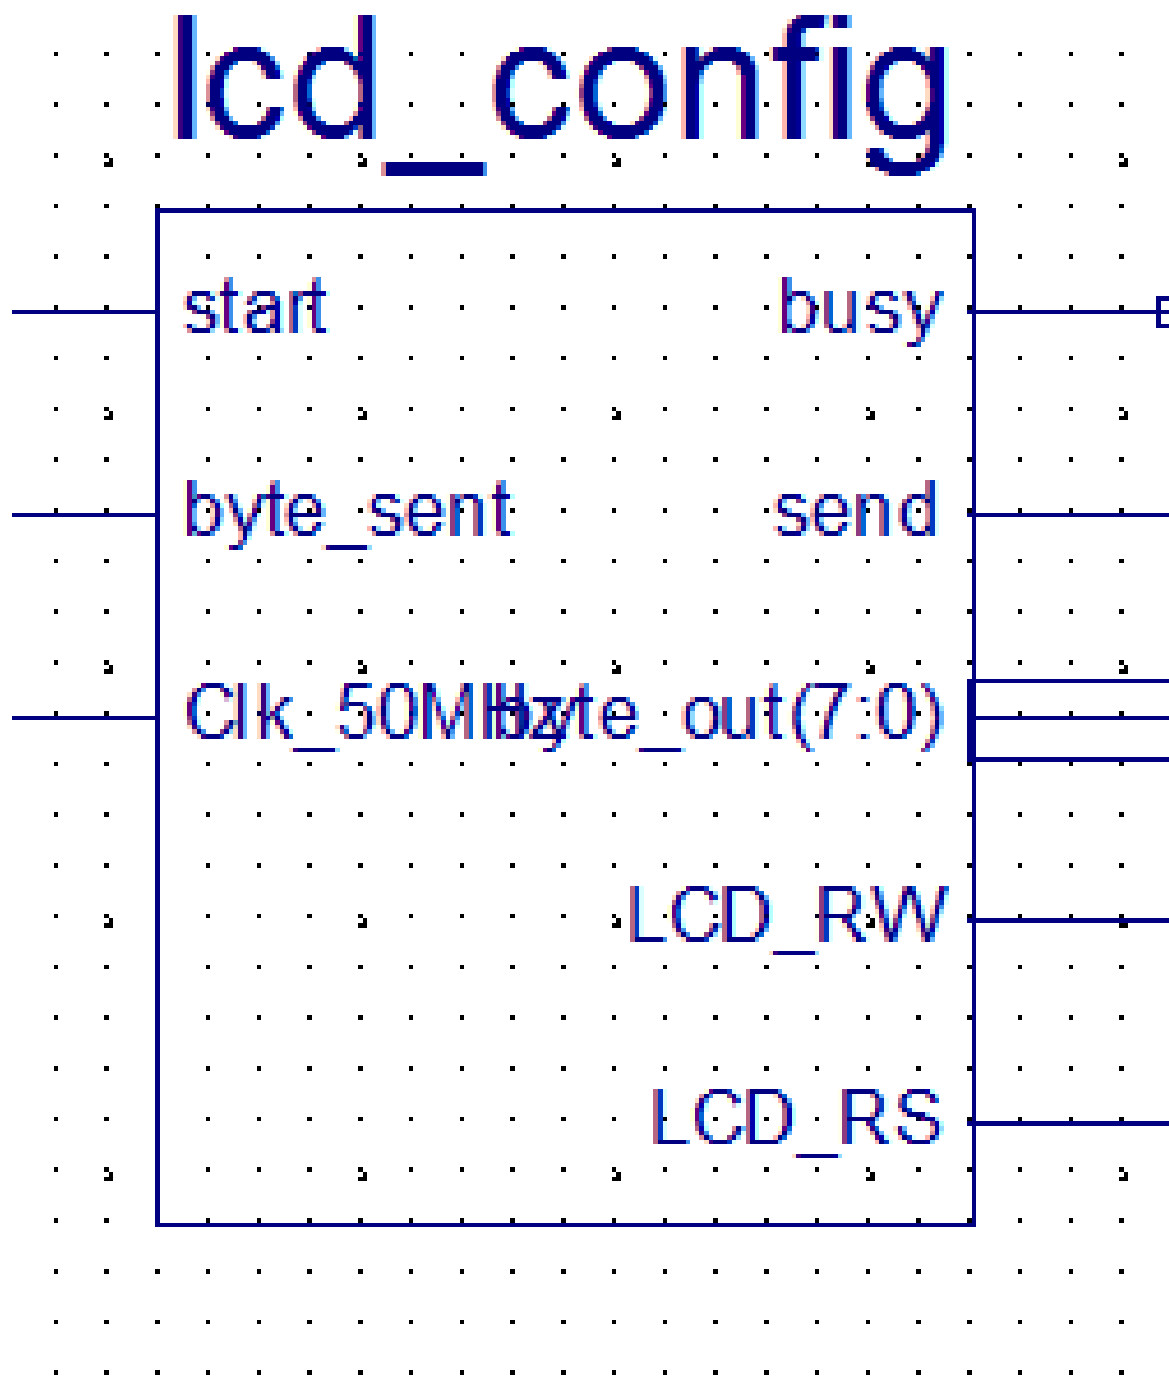 lcd_config
start busy
byte_sent send
Clk_50MHz byte_out(7:0)
LCD_RW
LCD_RS